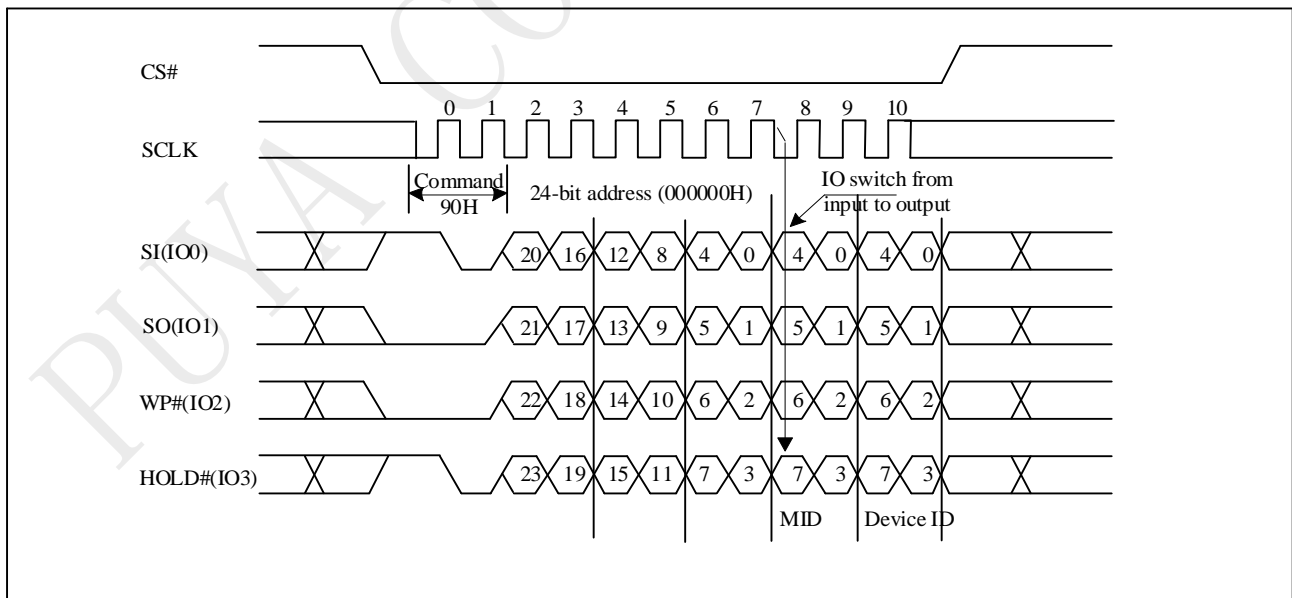 PUYA CO
CS#
0 1 2 3 4 5 6 7 8 9 10
SCLK
Command
90H
24-bit address (000000H)
IO switch from
input to output
SI(IO0) 20 16 12 8 4 0 4 0 4 0
SO(IO1) 21 17 13 9 5 1 5 1 5 1
WP#(IO2) 22 18 14 10 6 2 6 2 6 2
HOLD#(IO3) 23 19 15 11 7 3 7 3 7 3
MID Device ID